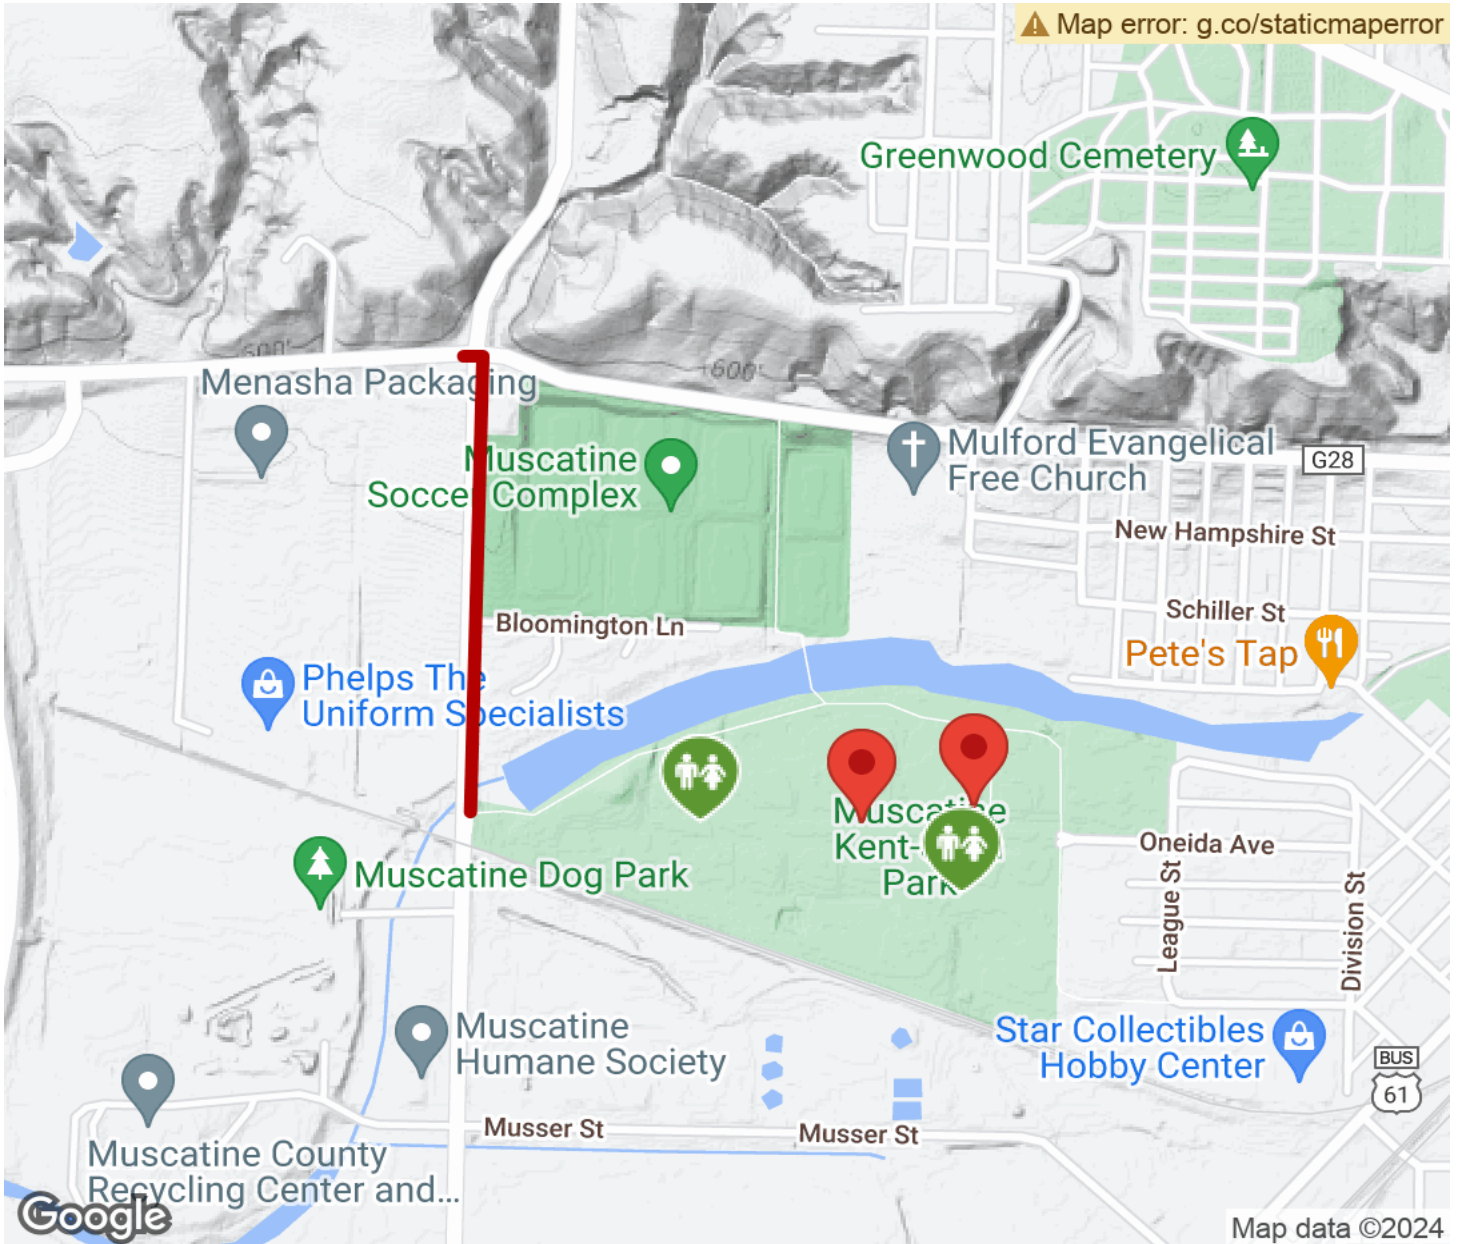 Map error: g.co/staticmaperror
Greenwood Cemetery
600'
Menasha Packaging
600'
Muscatine
Soccer Complex
Mulford Evangelical
Free Church
G28
New Hampshire St
Schiller St
Bloomington Ln
Pete's Tap
Phelps The
Uniform Specialists
Muscatine
Kent-
Park
Oneida Ave
League St
Division St
Muscatine Dog Park
Muscatine
Humane Society
Star Collectibles
Hobby Center
BUS
61
Musser St
Musser St
Muscatine County
Recycling Center and...
Google
Map data ©2024